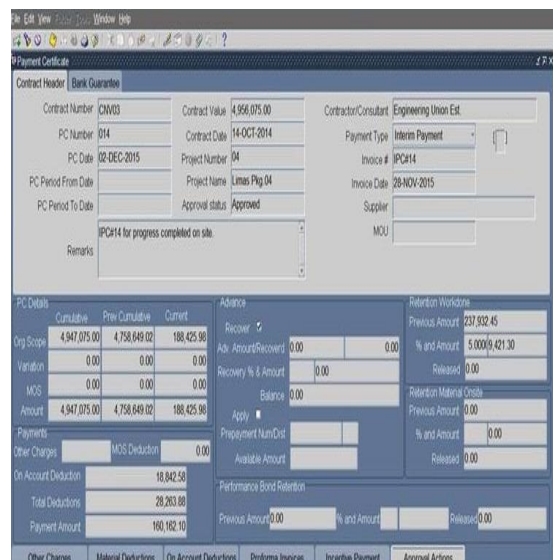 File Edit View Folder Tools Window Help
Payment Certificate
Contract Header Bank Guarantee
Contract Number CNV03 Contract Value 4,956,075.00 Contractor/Consultant Engineering Union Est.
PC Number 014 Contract Date 14-OCT-2014 Payment Type Interim Payment
PC Date 02-DEC-2015 Project Number 04 Invoice # IPC#14
PC Period From Date Project Name Limas Pkg.04 Invoice Date 28-NOV-2015
PC Period To Date Approval status Approved Supplier
MOU
Remarks IPC#14 for progress completed on site.
PC Details Advance Retention Workdone
Cumulative Prev Cumulative Current Recover Previous Amount 237,932.45
Org Scope 4,947,075.00 4,758,649.02 188,425.98 Adv. Amount/Recoverd 0.00 0.00 % and Amount 5.000 9,421.30
Variation 0.00 0.00 0.00 Recovery % & Amount 0.00 Released 0.00
MOS 0.00 0.00 0.00 Balance 0.00 Retention Material Onsite
Amount 4,947,075.00 4,758,649.02 188,425.98 Apply Previous Amount 0.00
Payments Prepayment Num/Dist % and Amount 0.00
Other Charges MOS Deduction 0.00 Available Amount Released 0.00
On Account Deduction 18,842.58
Total Deductions 28,263.88 Performance Bond Retention
Payment Amount 160,162.10 Previous Amount 0.00 % and Amount Released 0.00
Other Charges Material Deductions On Account Deductions Proforma Invoices Incentive Payment Approval Actions